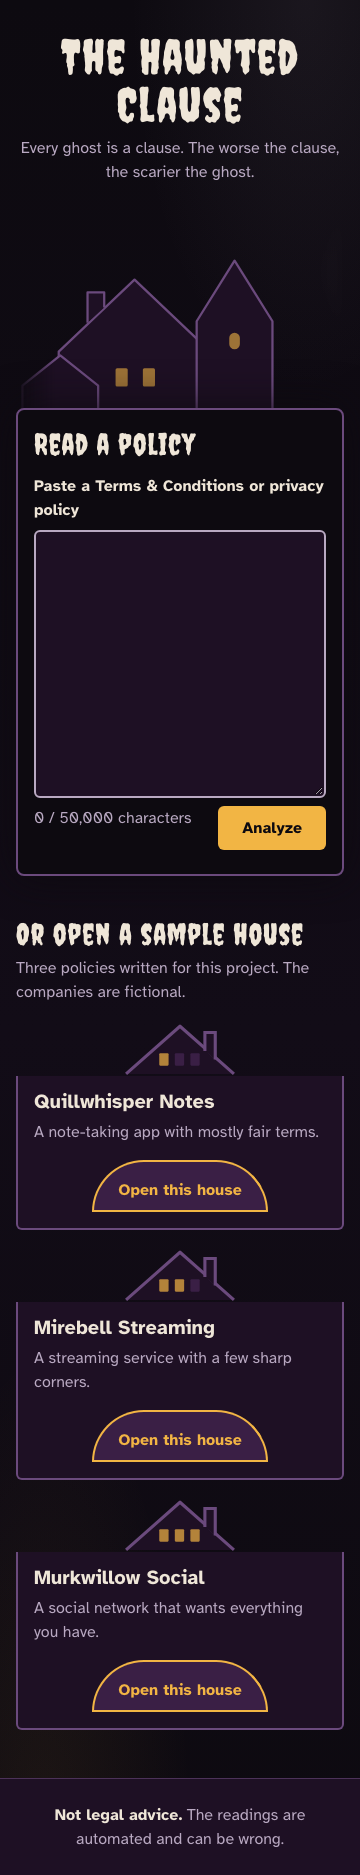 THE HAUNTED
CLAUSE
Every ghost is a clause. The worse the clause,
the scarier the ghost.
READ A POLICY
Paste a Terms & Conditions or privacy
policy
0 / 50,000 characters
Analyze
OR OPEN A SAMPLE HOUSE
Three policies written for this project. The
companies are fictional.
Quillwhisper Notes
A note-taking app with mostly fair terms.
Open this house
Mirebell Streaming
A streaming service with a few sharp
corners.
Open this house
Murkwillow Social
A social network that wants everything
you have.
Open this house
Not legal advice. The readings are
automated and can be wrong.